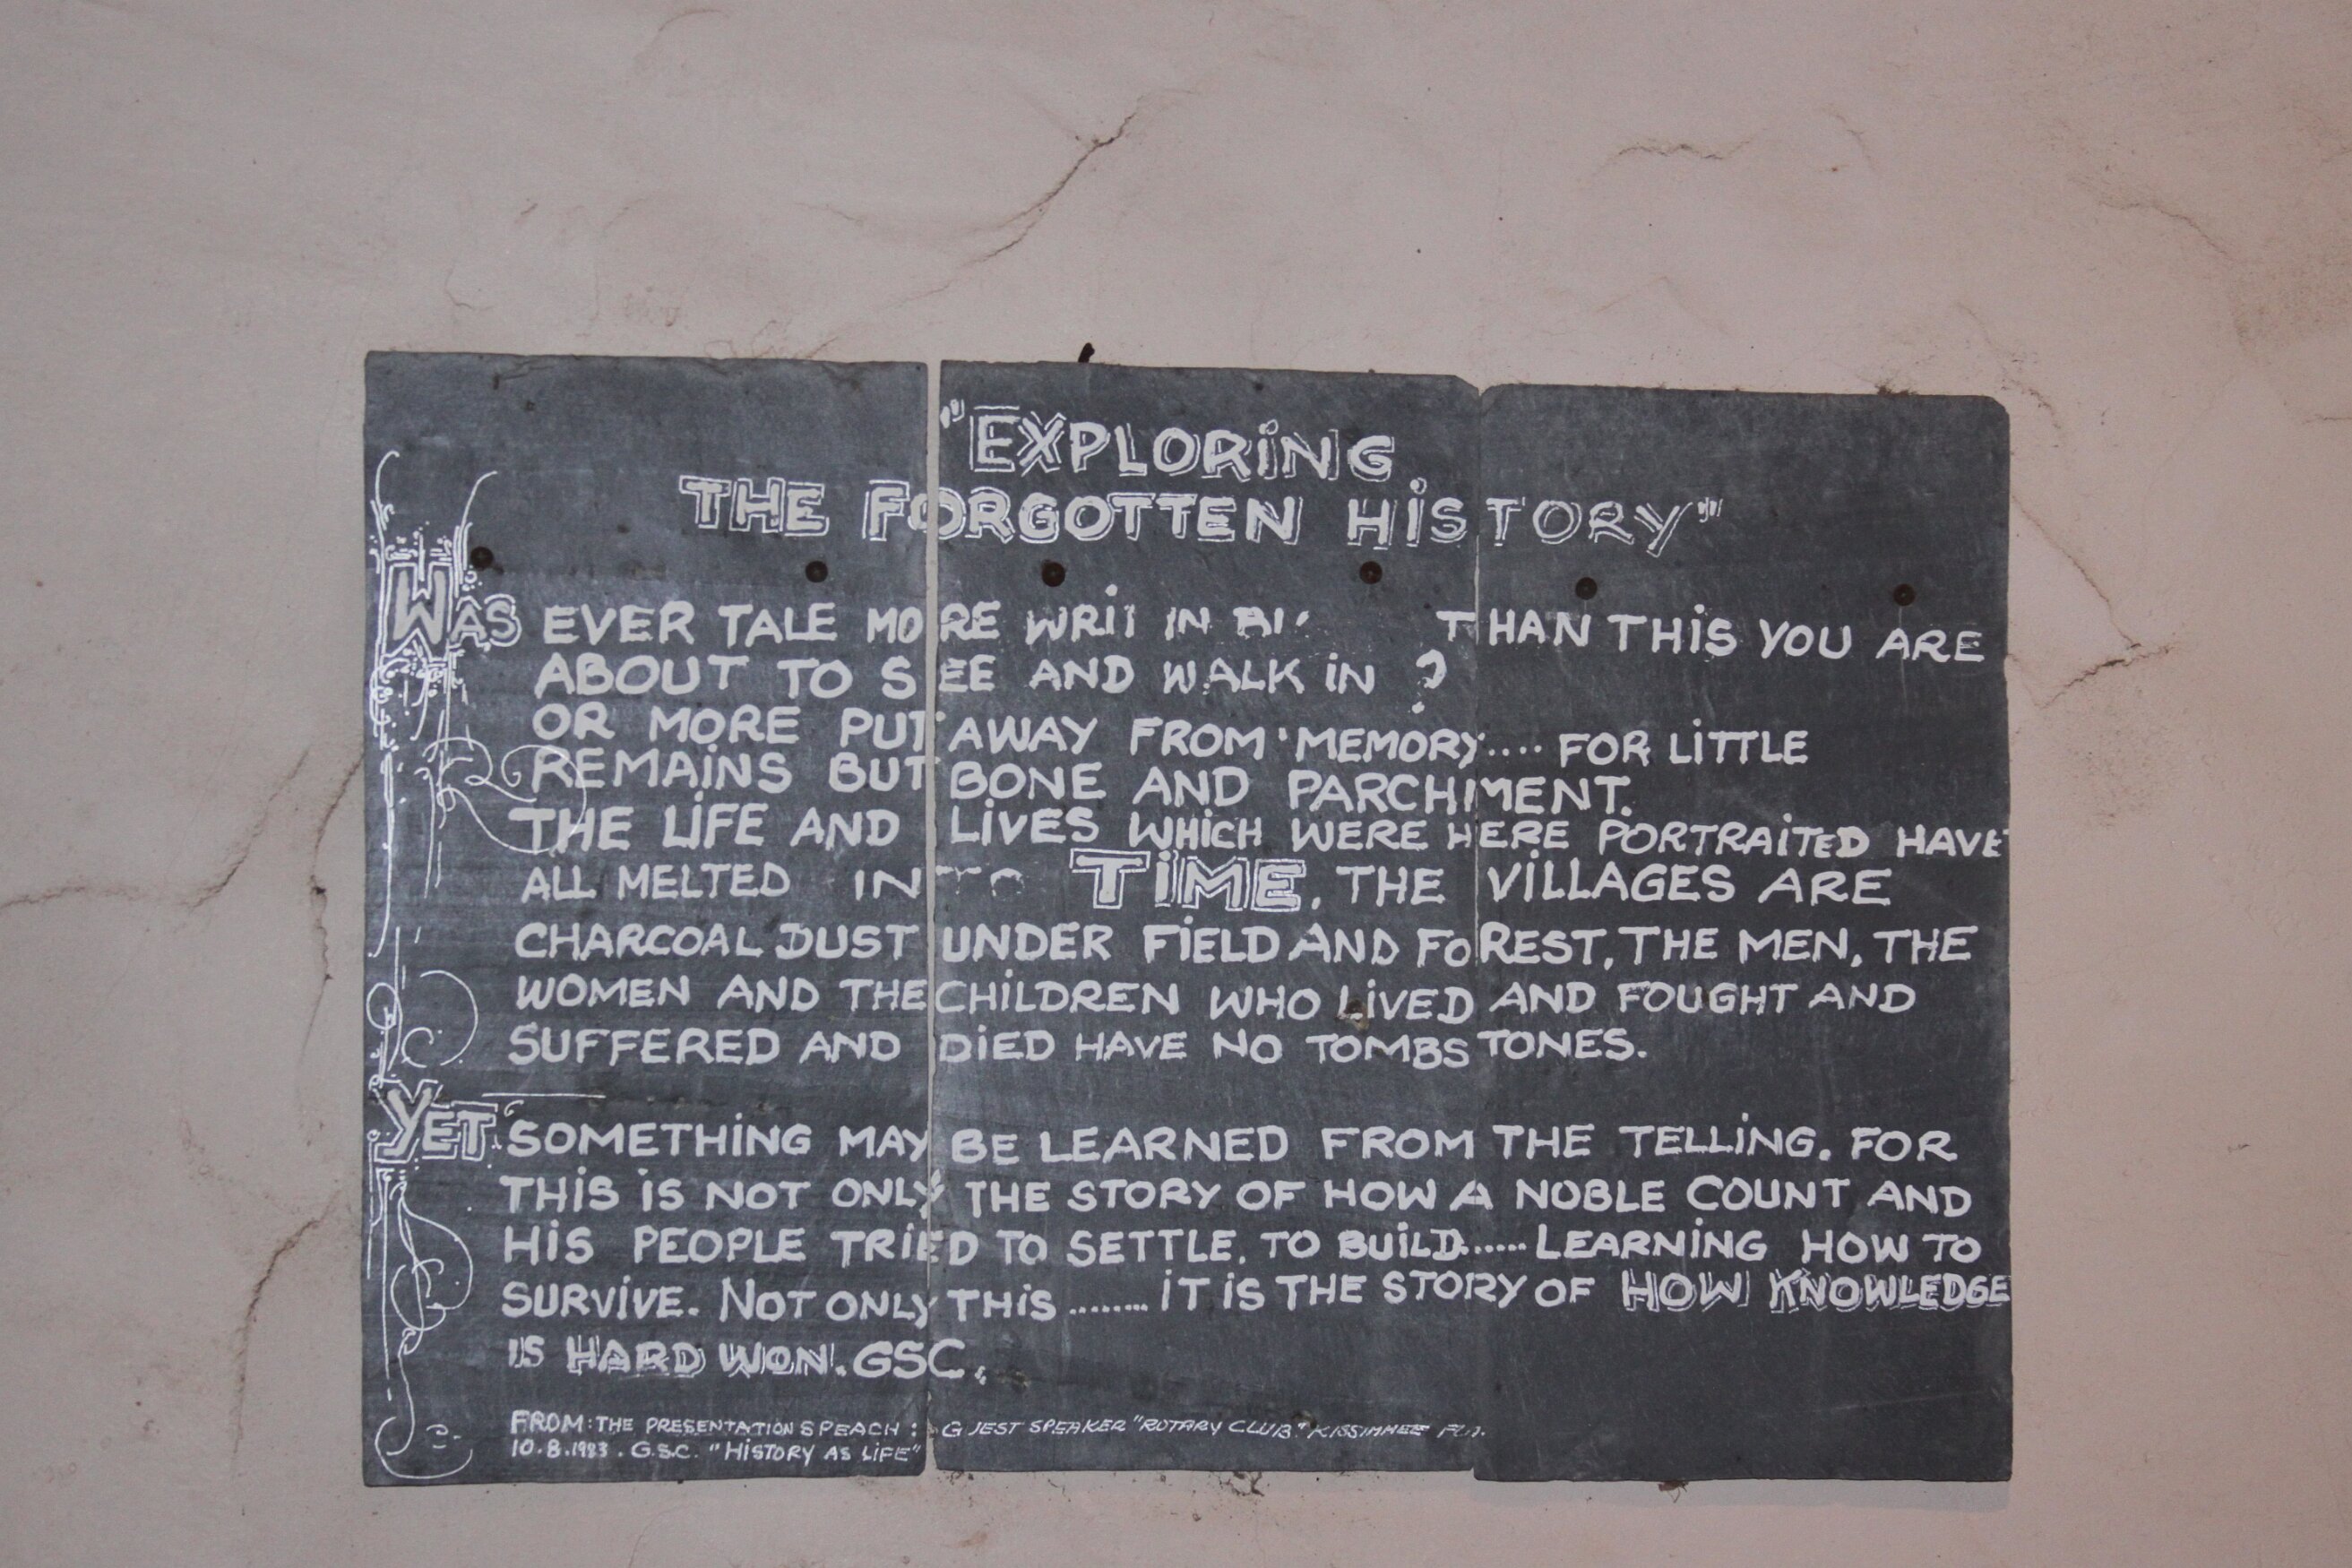 "EXPLORiNG
THE FORGOTTEN HiSTORY"
WAS EVER TALE MORE WRIT IN THAN THiS YOU ARE
ABOUT TO SEE AND WALK iN ?
OR MORE PUT AWAY FROM MEMORY.... FOR LiTTLE
REMAiNS BUT BONE AND PARCHMENT.
THE LiFE AND LiVES WHiCH WERE HERE PORTRAiTED HAVE
ALL MELTED INTO TiME. THE ViLLAGES ARE
CHARCOAL DUST UNDER FiELD AND FOREST, THE MEN, THE
WOMEN AND THE CHiLDREN WHO LiVED AND FOUGHT AND
SUFFERED AND DiED HAVE NO TOMBSTONES.
YET SOMETHiNG MAY BE LEARNED FROM THE TELLiNG. FOR
THiS iS NOT ONLY THE STORY OF HOW A NOBLE COUNT AND
HiS PEOPLE TRiED TO SETTLE, TO BUiLD...... LEARNiNG HOW TO
SURViVE. NOT ONLY THiS ........ iT iS THE STORY OF HOW KNOWLEDGE
IS HARD WON. GSC.
FROM: THE PRESENTATION SPEACH: GUEST SPEAKER "ROTARY CLUB" KISSIMMEE FLA.
10.8.1983. G.S.C. "HiSTORY AS LiFE"